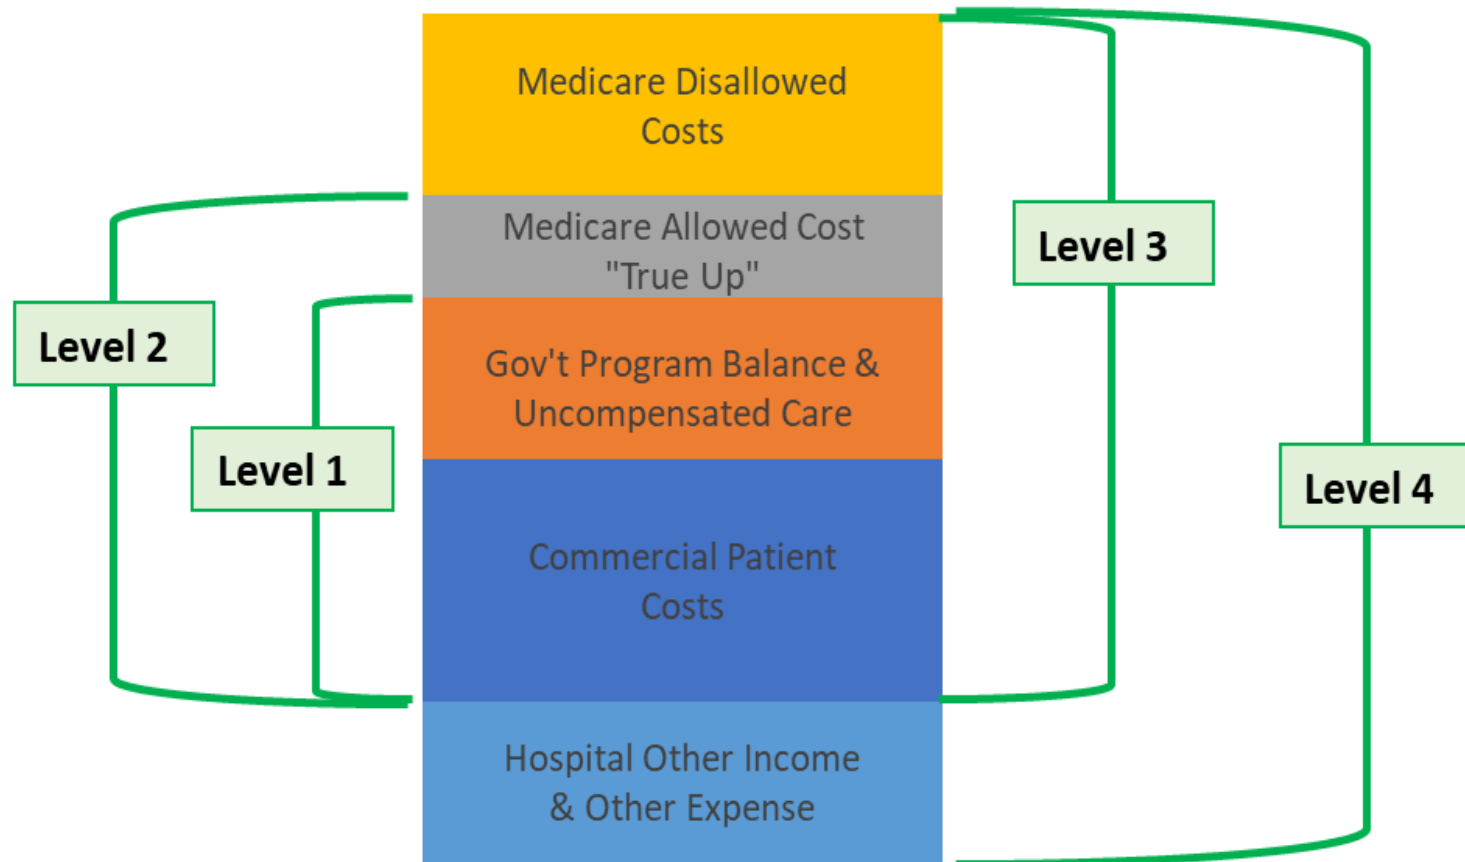 Medicare Disallowed
Costs
Medicare Allowed Cost
"True Up"
Gov't Program Balance &
Uncompensated Care
Commercial Patient
Costs
Hospital Other Income
& Other Expense
Level 2
Level 1
Level 3
Level 4